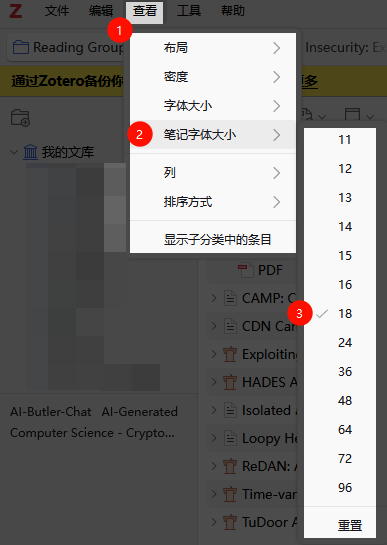 Z 文件 编辑 查看 工具 帮助
1
Reading Group
Insecurity: Ex
通过Zotero备份你
更多
布局
密度
字体大小
2 笔记字体大小
列
排序方式
显示子分类中的条目
我的文库
11
12
13
14
15
16
3 18
24
36
48
64
72
96
重置
PDF
CAMP: C
CDN Can
Exploitin
HADES A
Isolated a
Loopy He
ReDAN: A
Time-var
TuDoor A
AI-Butler-Chat AI-Generated
Computer Science - Crypto...